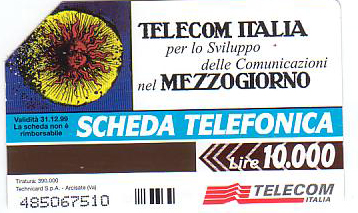 TELECOM ITALIA
per lo Sviluppo
delle Comunicazioni
nel MEZZOGIORNO
Validità 31.12.99
La scheda non è
rimborsabile
SCHEDA TELEFONICA
Lire 10.000
Tiratura: 390.000
Technicard S.p.A. - Arcisate (Va)
485067510
TELECOM
ITALIA